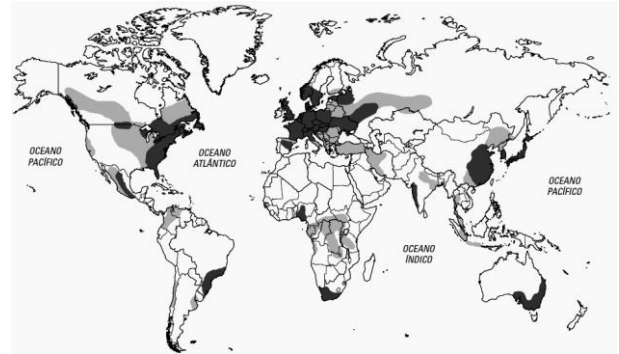 OCEANO
PACÍFICO
OCEANO
ATLÂNTICO
OCEANO
PACÍFICO
OCEANO
ÍNDICO